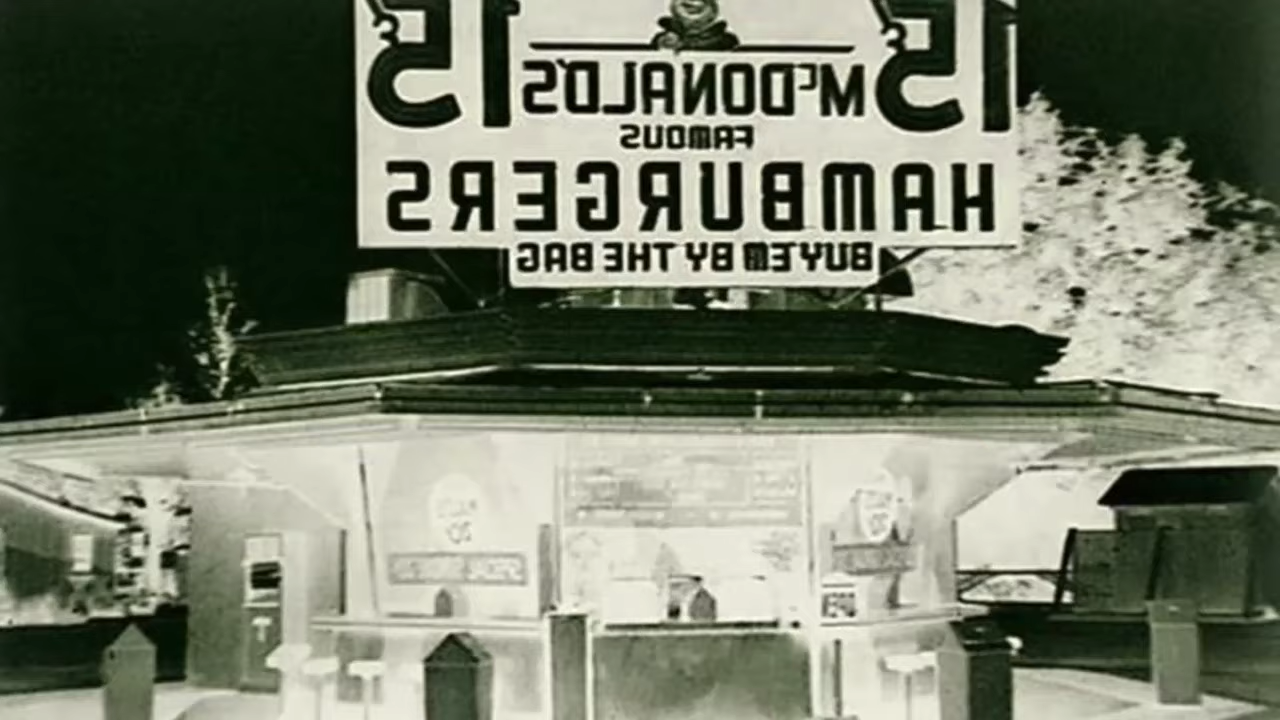 15 15
McDONALD'S
FAMOUS
HAMBURGERS
BUY'EM BY THE BAG